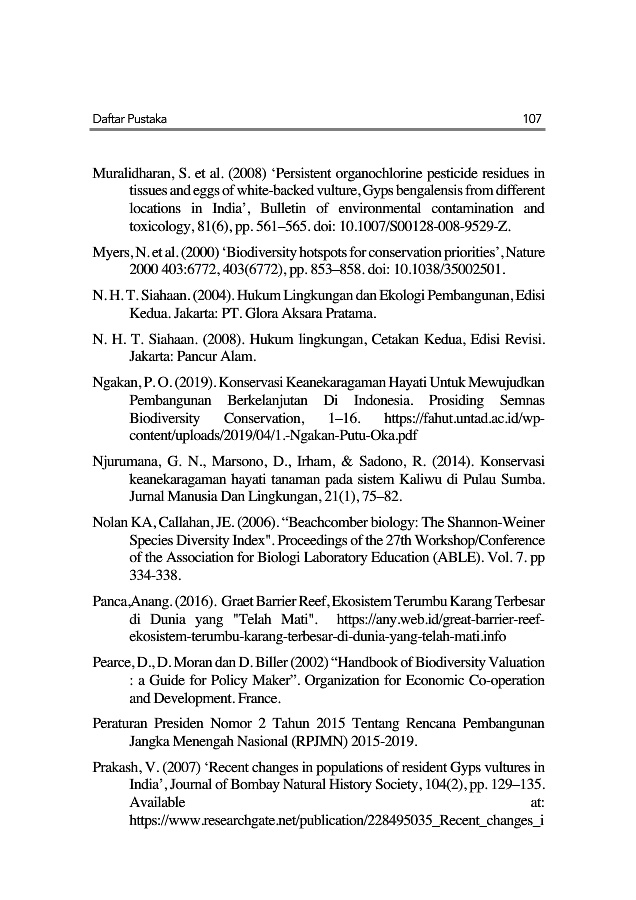 Daftar Pustaka 107
Muralidharan, S. et al. (2008) ‘Persistent organochlorine pesticide residues in
tissues and eggs of white-backed vulture, Gyps bengalensis from different
locations in India’, Bulletin of environmental contamination and
toxicology, 81(6), pp. 561–565. doi: 10.1007/S00128-008-9529-Z.
Myers, N. et al. (2000) ‘Biodiversity hotspots for conservation priorities’, Nature
2000 403:6772, 403(6772), pp. 853–858. doi: 10.1038/35002501.
N. H. T. Siahaan. (2004). Hukum Lingkungan dan Ekologi Pembangunan, Edisi
Kedua. Jakarta: PT. Glora Aksara Pratama.
N. H. T. Siahaan. (2008). Hukum lingkungan, Cetakan Kedua, Edisi Revisi.
Jakarta: Pancur Alam.
Ngakan, P. O. (2019). Konservasi Keanekaragaman Hayati Untuk Mewujudkan
Pembangunan Berkelanjutan Di Indonesia. Prosiding Semnas
Biodiversity Conservation, 1–16. https://fahut.untad.ac.id/wp-
content/uploads/2019/04/1.-Ngakan-Putu-Oka.pdf
Njurumana, G. N., Marsono, D., Irham, & Sadono, R. (2014). Konservasi
keanekaragaman hayati tanaman pada sistem Kaliwu di Pulau Sumba.
Jurnal Manusia Dan Lingkungan, 21(1), 75–82.
Nolan KA, Callahan, JE. (2006). “Beachcomber biology: The Shannon-Weiner
Species Diversity Index". Proceedings of the 27th Workshop/Conference
of the Association for Biologi Laboratory Education (ABLE). Vol. 7. pp
334-338.
Panca,Anang. (2016). Graet Barrier Reef, Ekosistem Terumbu Karang Terbesar
di Dunia yang "Telah Mati". https://any.web.id/great-barrier-reef-
ekosistem-terumbu-karang-terbesar-di-dunia-yang-telah-mati.info
Pearce, D., D. Moran dan D. Biller (2002) “Handbook of Biodiversity Valuation
: a Guide for Policy Maker”. Organization for Economic Co-operation
and Development. France.
Peraturan Presiden Nomor 2 Tahun 2015 Tentang Rencana Pembangunan
Jangka Menengah Nasional (RPJMN) 2015-2019.
Prakash, V. (2007) ‘Recent changes in populations of resident Gyps vultures in
India’, Journal of Bombay Natural History Society, 104(2), pp. 129–135.
Available at:
https://www.researchgate.net/publication/228495035_Recent_changes_i